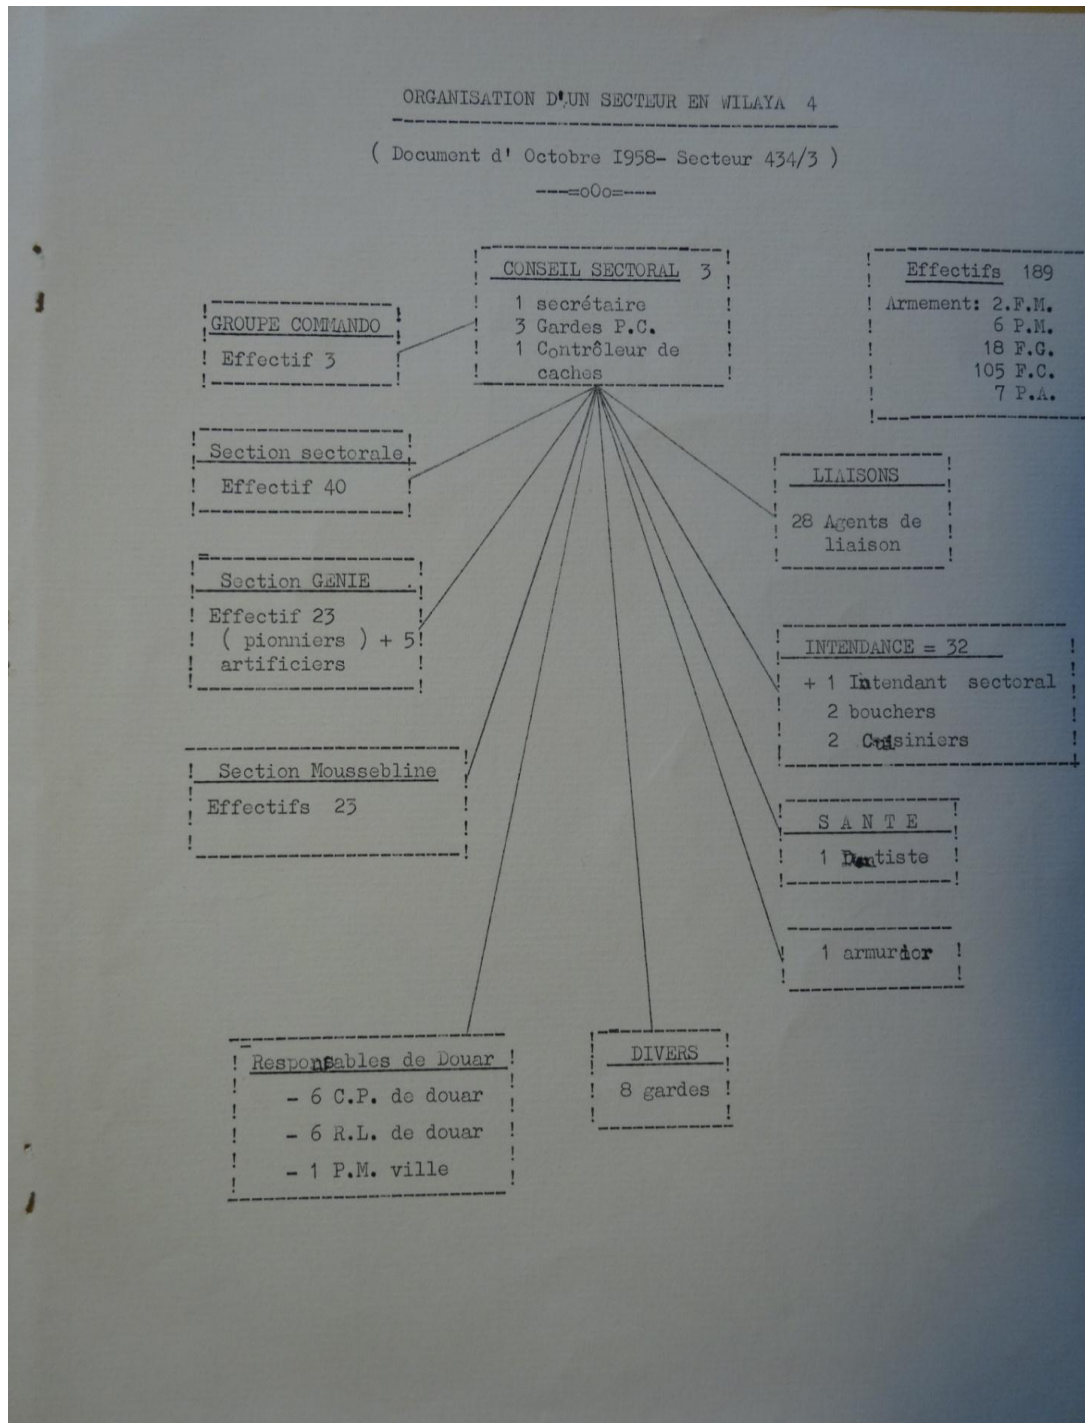 ORGANISATION D'UN SECTEUR EN WILAYA 4
( Document d' Octobre I958- Secteur 434/3 )
----=oOo=----
CONSEIL SECTORAL 3
1 secrétaire
3 Gardes P.C.
1 Contrôleur de
caches
Effectifs 189
Armement: 2.F.M.
6 P.M.
18 F.G.
105 F.C.
7 P.A.
GROUPE COMMANDO
Effectif 3
Section sectorale
Effectif 40
LIAISONS
28 Agents de
liaison
Section GENIE
Effectif 23
( pionniers ) + 5
artificiers
INTENDANCE = 32
+ 1 Intendant sectoral
2 bouchers
2 Cuisiniers
Section Moussebline
Effectifs 23
S A N T E
1 Dentiste
1 armurior
Responsables de Douar
- 6 C.P. de douar
- 6 R.L. de douar
- 1 P.M. ville
DIVERS
8 gardes